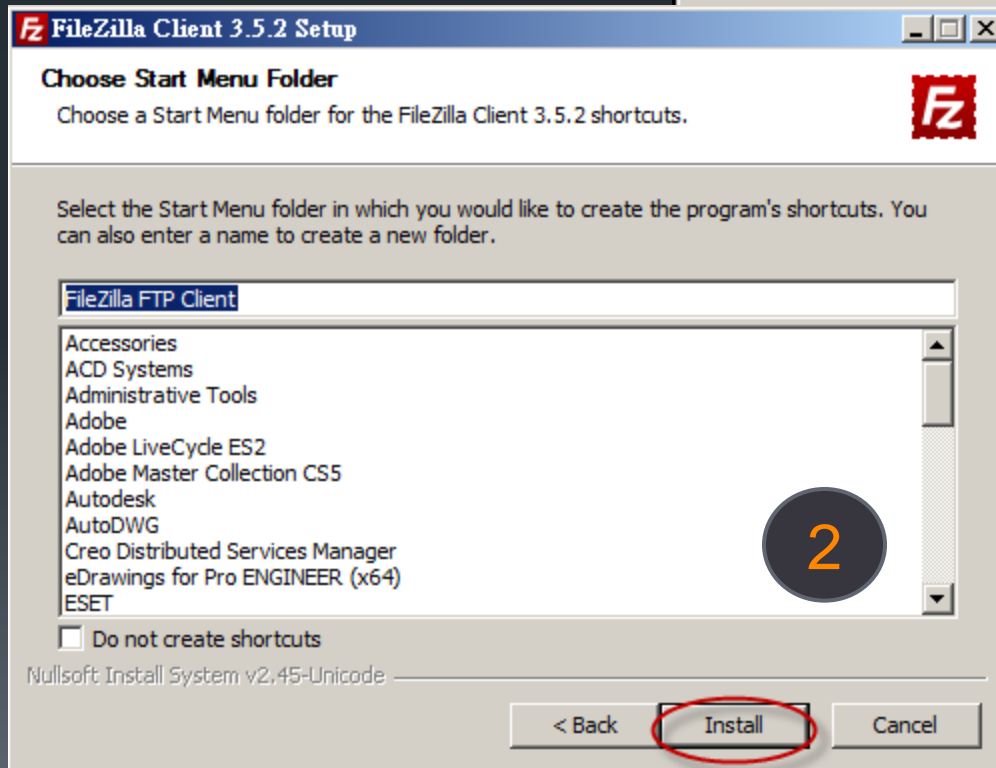 FileZilla Client 3.5.2 Setup
Choose Start Menu Folder
Choose a Start Menu folder for the FileZilla Client 3.5.2 shortcuts.
Fz
Select the Start Menu folder in which you would like to create the program's shortcuts. You
can also enter a name to create a new folder.
FileZilla FTP Client
Accessories
ACD Systems
Administrative Tools
Adobe
Adobe LiveCycle ES2
Adobe Master Collection CS5
Autodesk
AutoDWG
Creo Distributed Services Manager
eDrawings for Pro ENGINEER (x64)
ESET
2
Do not create shortcuts
Nullsoft Install System v2.45-Unicode
< Back Install Cancel